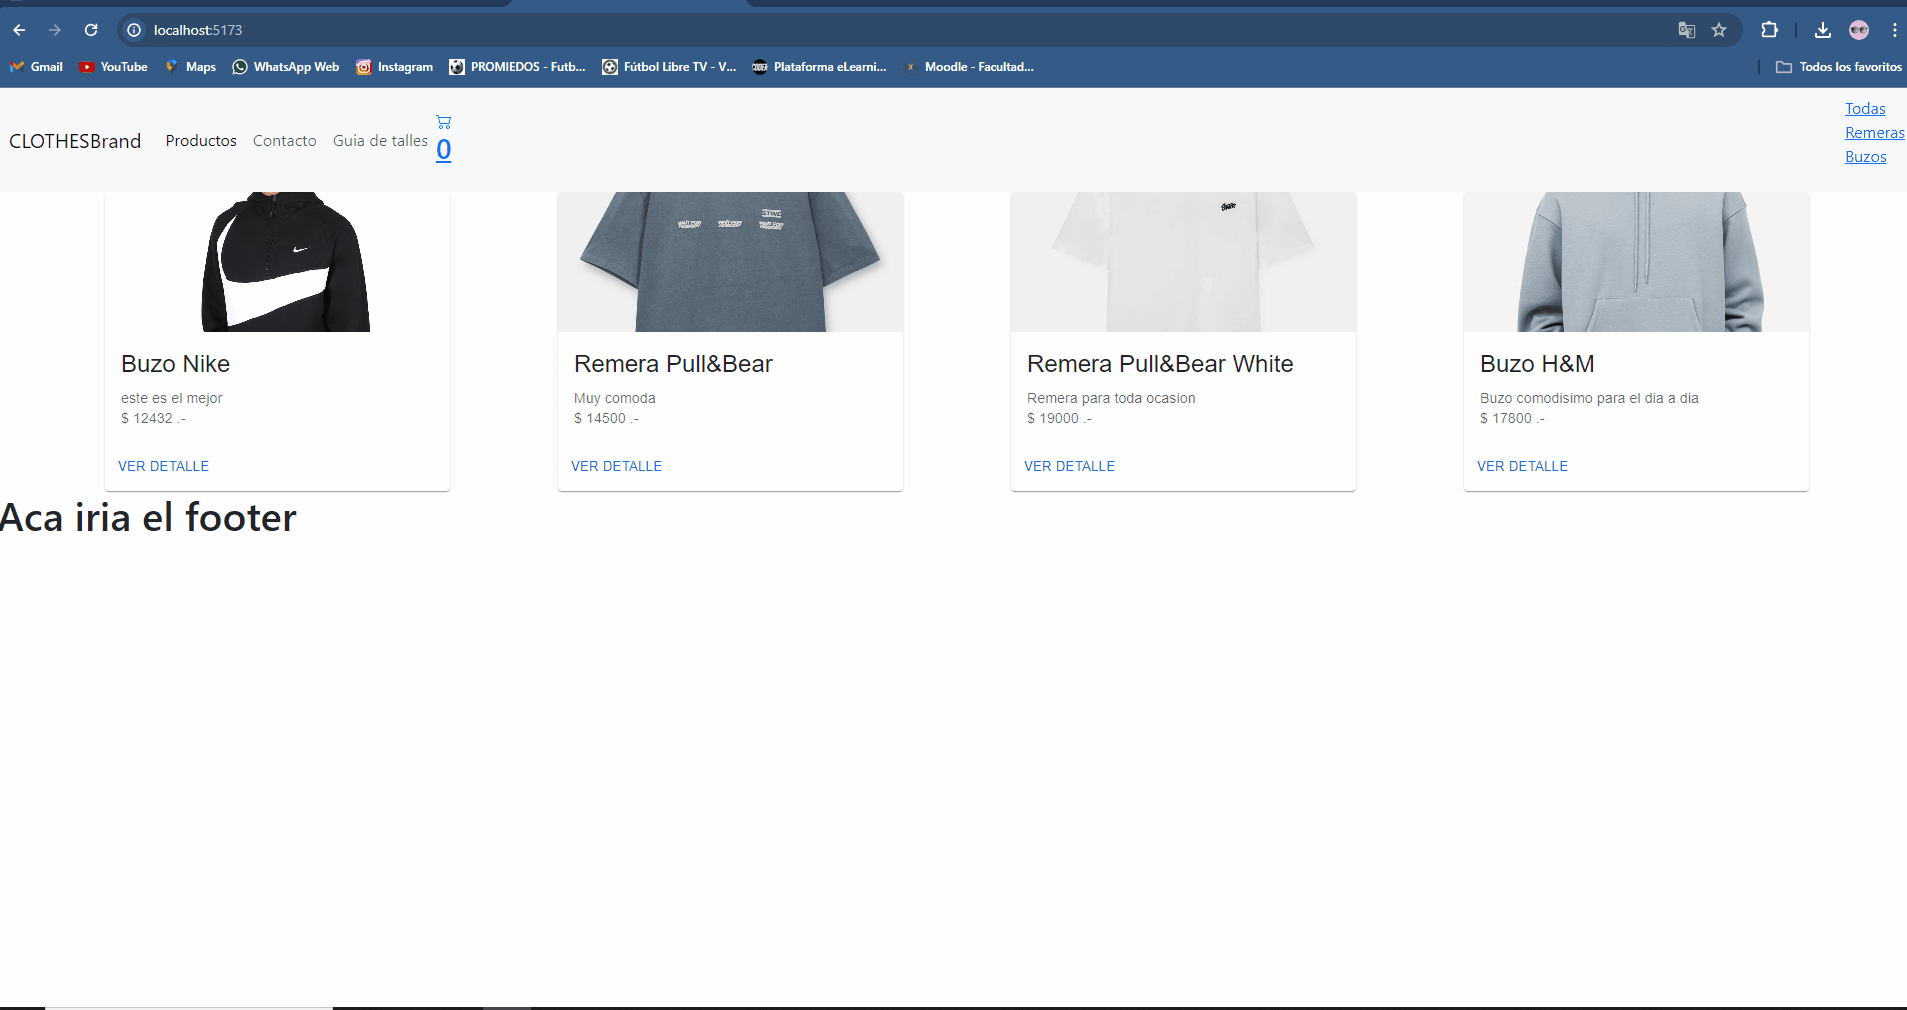 localhost:5173
Gmail YouTube Maps WhatsApp Web Instagram PROMIEDOS - Futb... Fútbol Libre TV - V... Plataforma eLearni... Moodle - Facultad... Todos los favoritos
CLOTHESBrand Productos Contacto Guia de talles 0
Todas
Remeras
Buzos
Buzo Nike
este es el mejor
$ 12432 .-
VER DETALLE
Remera Pull&Bear
Muy comoda
$ 14500 .-
VER DETALLE
Remera Pull&Bear White
Remera para toda ocasion
$ 19000 .-
VER DETALLE
Buzo H&M
Buzo comodisimo para el dia a dia
$ 17800 .-
VER DETALLE
Aca iria el footer